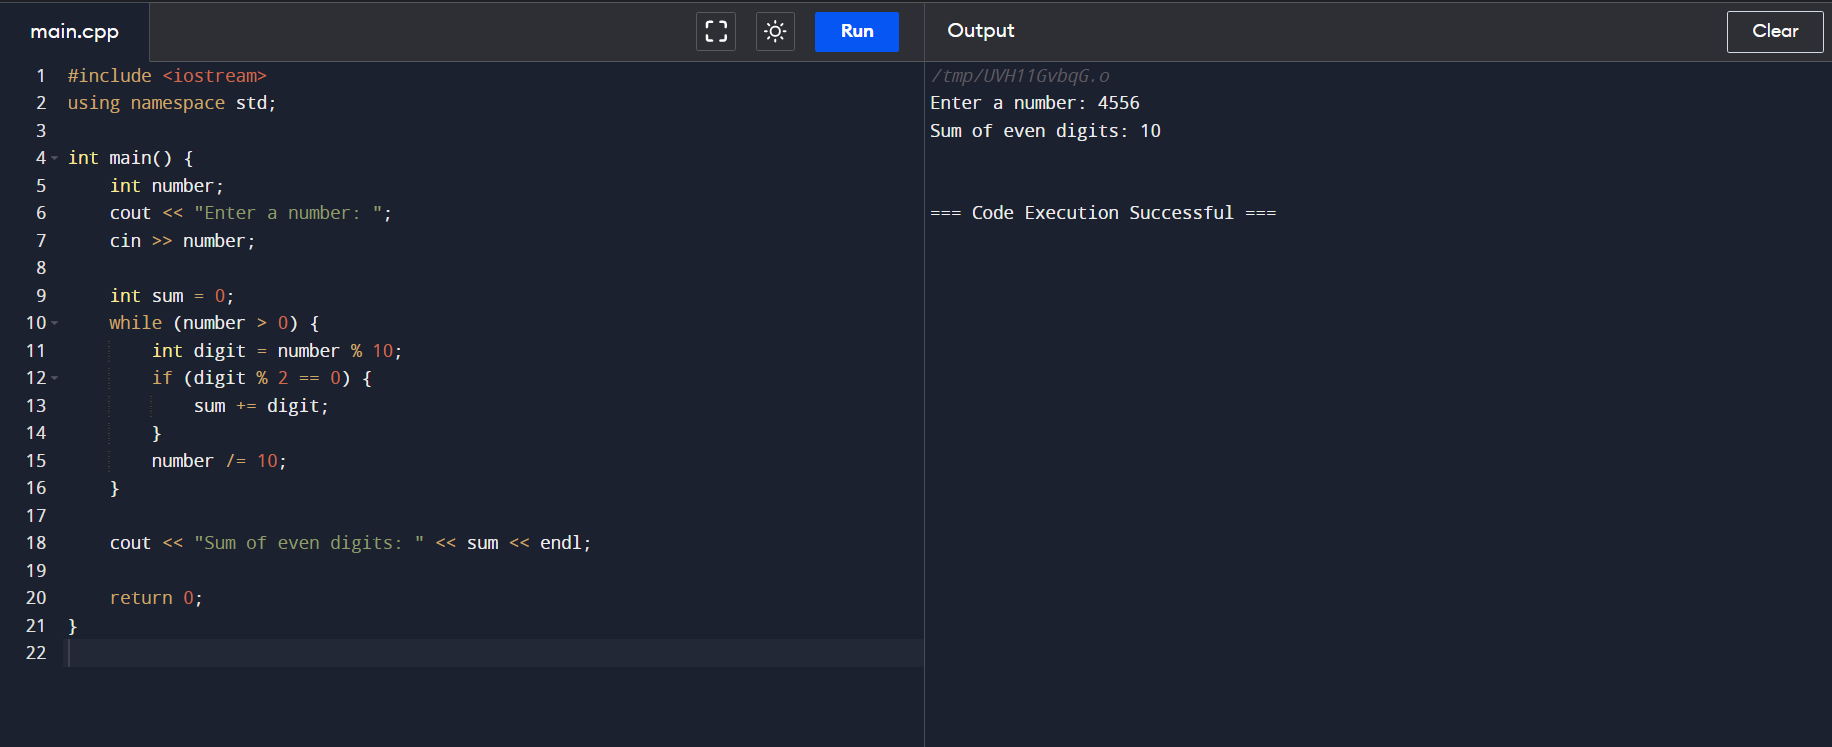 main.cpp
Run
Output
Clear
1 #include <iostream>
2 using namespace std;
3
4 int main() {
5     int number;
6     cout << "Enter a number: ";
7     cin >> number;
8
9     int sum = 0;
10     while (number > 0) {
11         int digit = number % 10;
12         if (digit % 2 == 0) {
13             sum += digit;
14         }
15         number /= 10;
16     }
17
18     cout << "Sum of even digits: " << sum << endl;
19
20     return 0;
21 }
22
/tmp/UVH11GvbqG.o
Enter a number: 4556
Sum of even digits: 10
=== Code Execution Successful ===